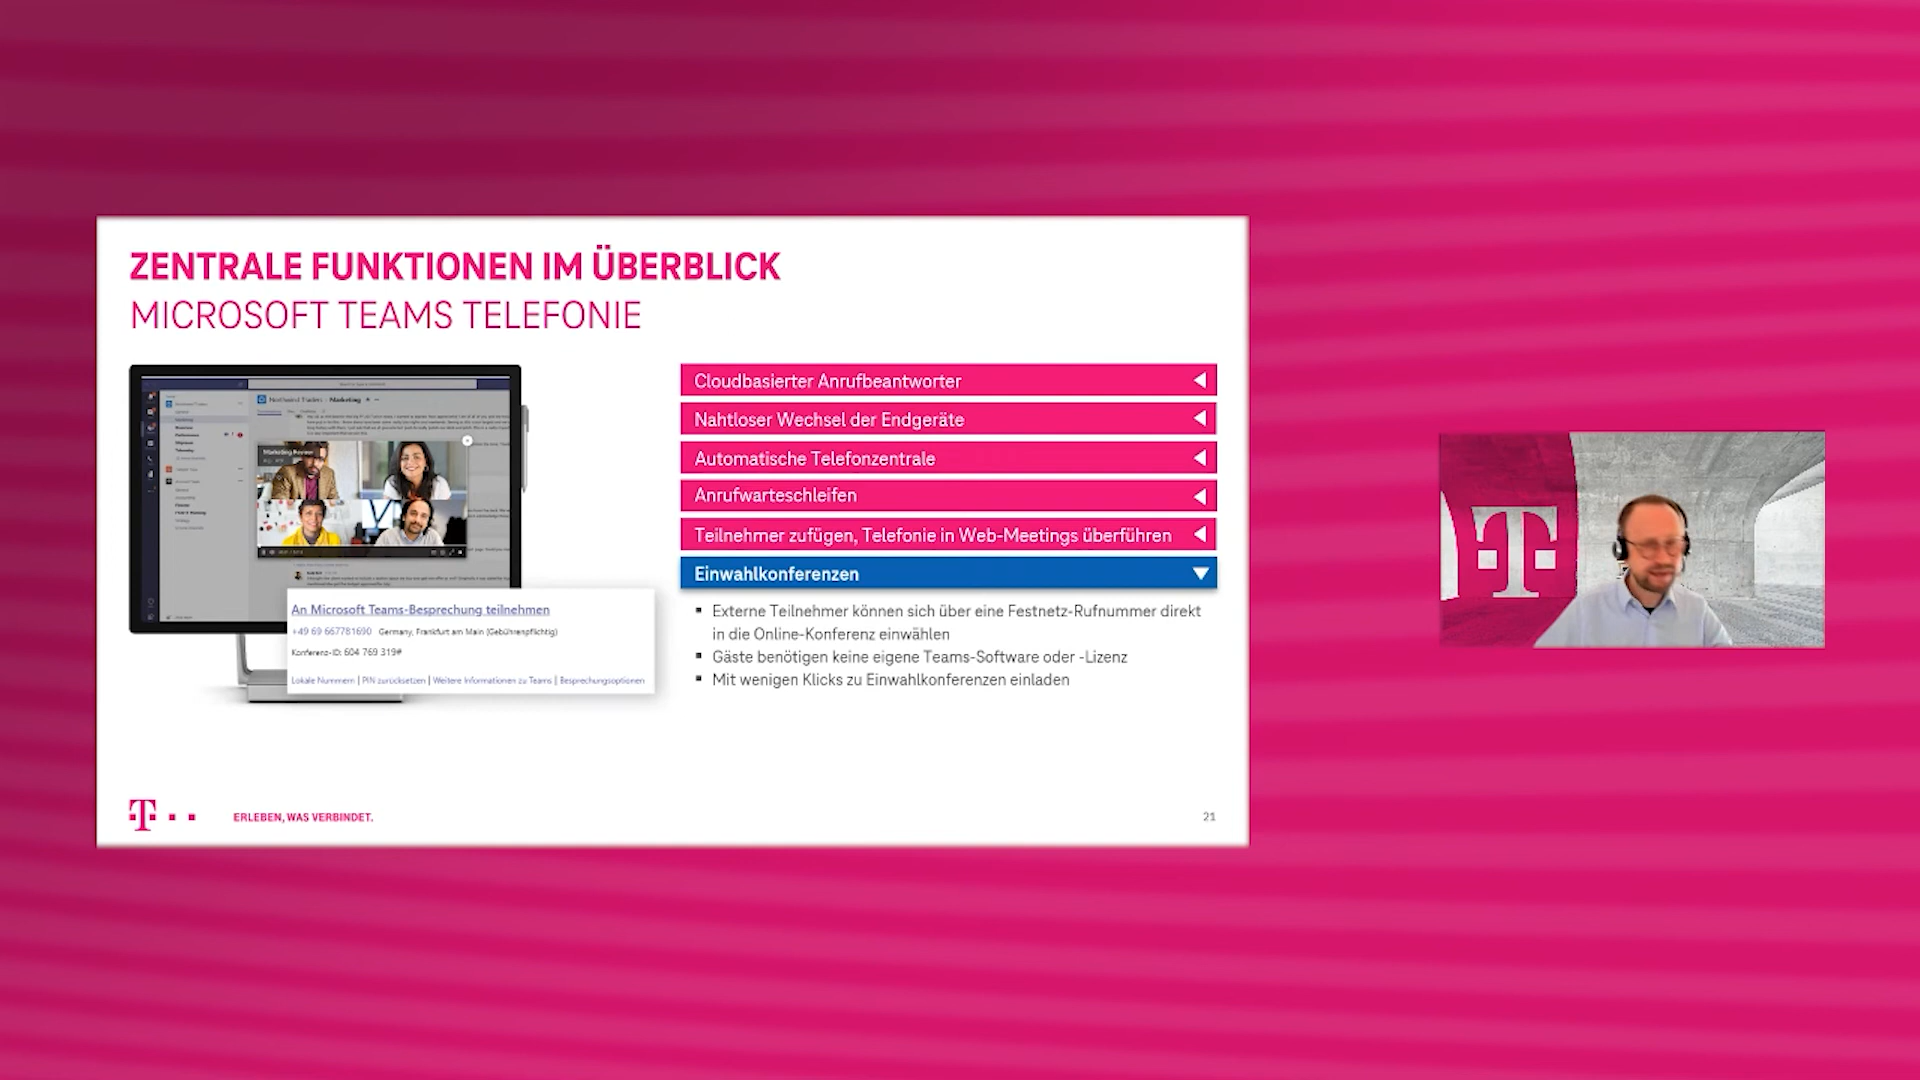 ZENTRALE FUNKTIONEN IM ÜBERBLICK
MICROSOFT TEAMS TELEFONIE
Marketing Review
An Microsoft Teams-Besprechung teilnehmen
+49 69 667781690 Germany, Frankfurt am Main (Gebührenpflichtig)
Konferenz-ID: 604 769 319#
Lokale Nummern | PIN zurücksetzen | Weitere Informationen zu Teams | Besprechungsoptionen
Cloudbasierter Anrufbeantworter
Nahtloser Wechsel der Endgeräte
Automatische Telefonzentrale
Anrufwarteschleifen
Teilnehmer zufügen, Telefonie in Web-Meetings überführen
Einwahlkonferenzen
▪ Externe Teilnehmer können sich über eine Festnetz-Rufnummer direkt
in die Online-Konferenz einwählen
▪ Gäste benötigen keine eigene Teams-Software oder -Lizenz
▪ Mit wenigen Klicks zu Einwahlkonferenzen einladen
T
ERLEBEN, WAS VERBINDET.
21
T